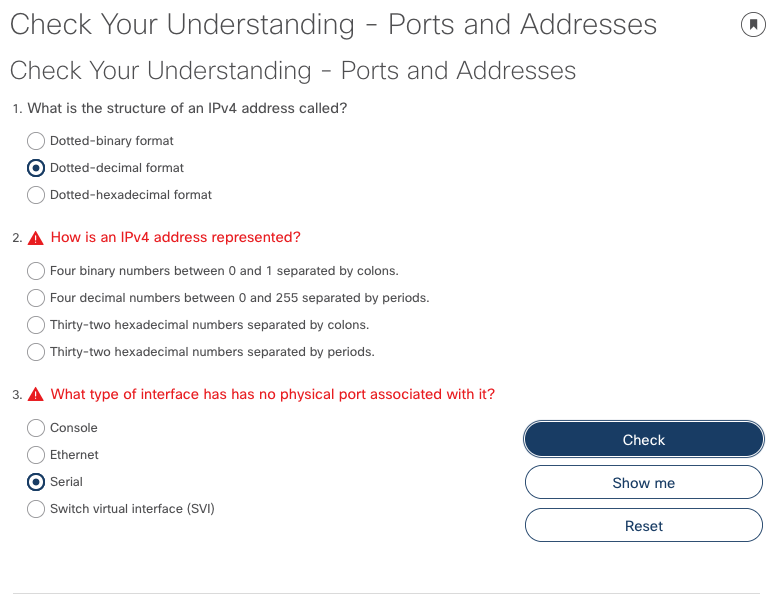 Check Your Understanding - Ports and Addresses
Check Your Understanding - Ports and Addresses
1. What is the structure of an IPv4 address called?
Dotted-binary format
Dotted-decimal format
Dotted-hexadecimal format
2. How is an IPv4 address represented?
Four binary numbers between 0 and 1 separated by colons.
Four decimal numbers between 0 and 255 separated by periods.
Thirty-two hexadecimal numbers separated by colons.
Thirty-two hexadecimal numbers separated by periods.
3. What type of interface has has no physical port associated with it?
Console
Ethernet
Serial
Switch virtual interface (SVI)
Check
Show me
Reset